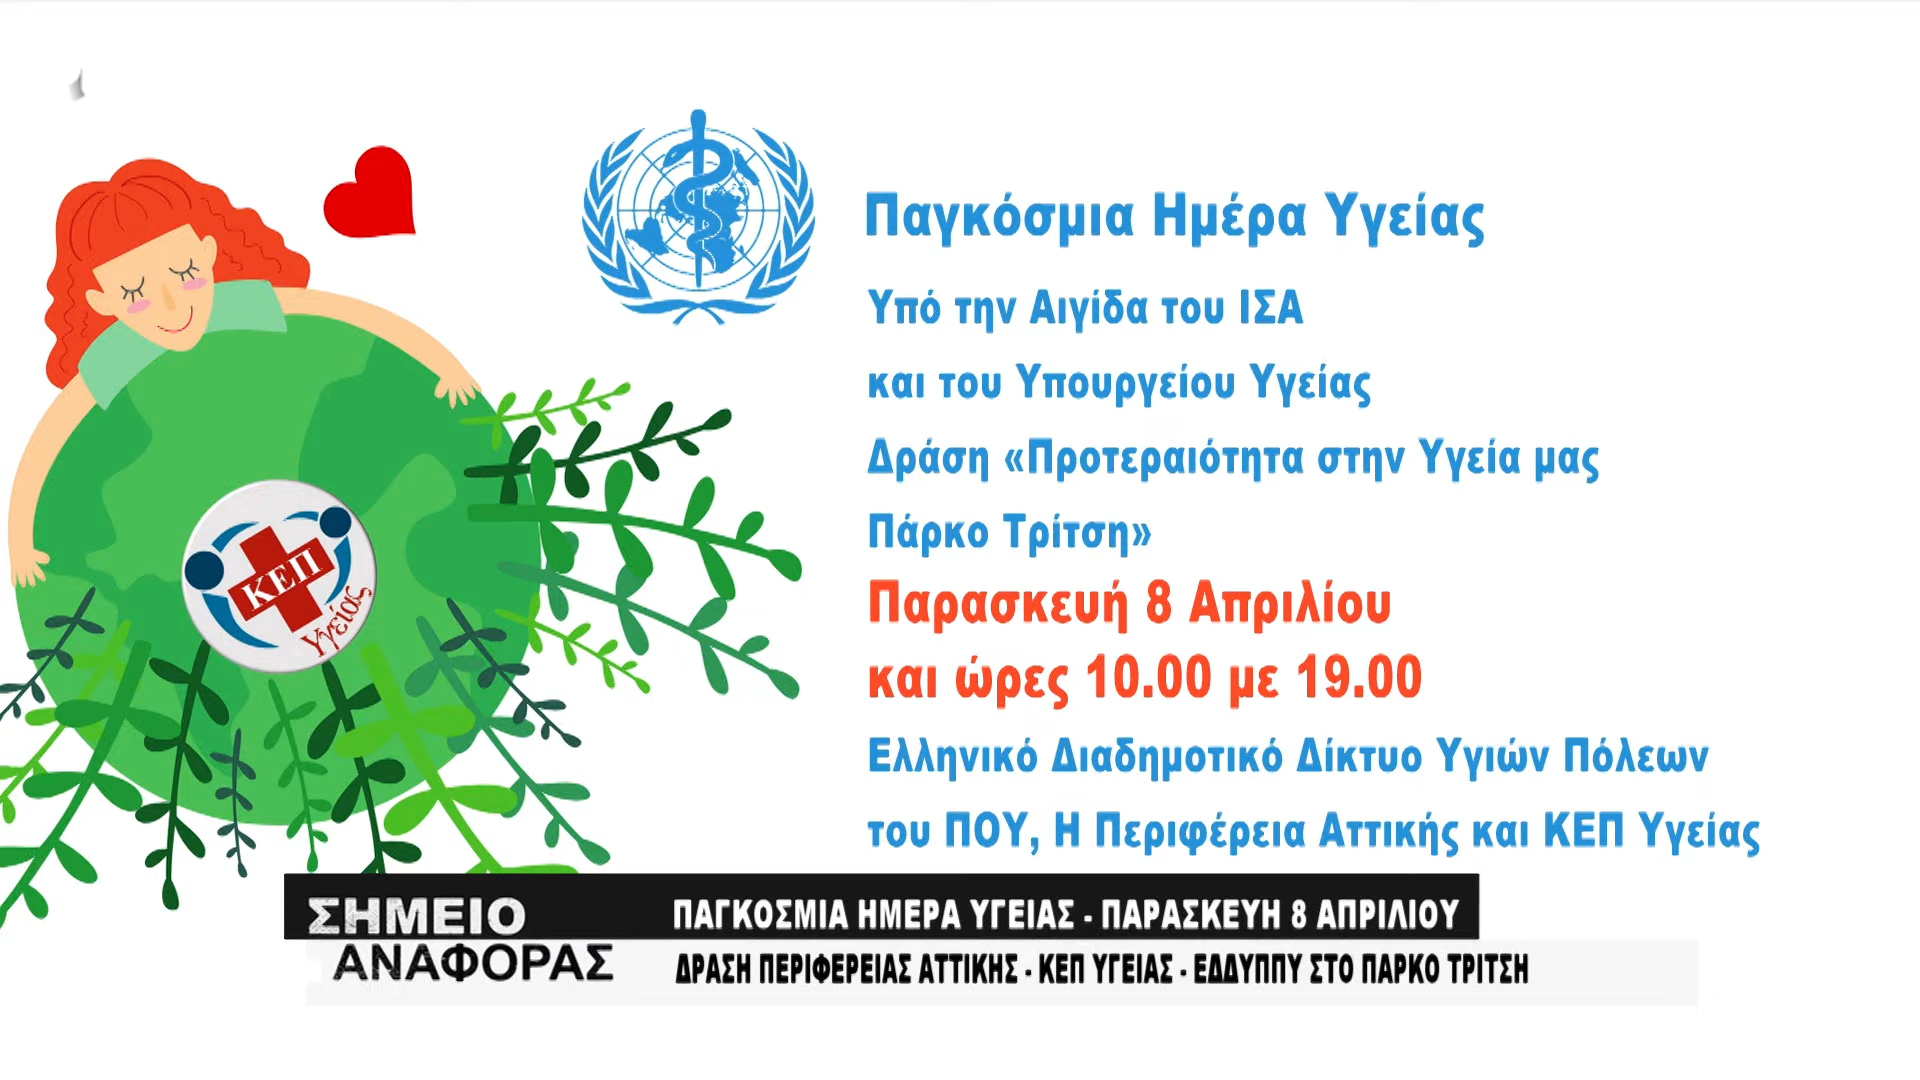 Παγκόσμια Ημέρα Υγείας
Υπό την Αιγίδα του ΙΣΑ
και του Υπουργείου Υγείας
Δράση «Προτεραιότητα στην Υγεία μας
Πάρκο Τρίτση»
Παρασκευή 8 Απριλίου
και ώρες 10.00 με 19.00
Ελληνικό Διαδημοτικό Δίκτυο Υγιών Πόλεων
του ΠΟΥ, Η Περιφέρεια Αττικής και ΚΕΠ Υγείας
ΚΕΠ
Υγείας
ΣΗΜΕΙΟ
ΑΝΑΦΟΡΑΣ
ΠΑΓΚΟΣΜΙΑ ΗΜΕΡΑ ΥΓΕΙΑΣ - ΠΑΡΑΣΚΕΥΗ 8 ΑΠΡΙΛΙΟΥ
ΔΡΑΣΗ ΠΕΡΙΦΕΡΕΙΑΣ ΑΤΤΙΚΗΣ - ΚΕΠ ΥΓΕΙΑΣ - ΕΔΔΥΠΠΥ ΣΤΟ ΠΑΡΚΟ ΤΡΙΤΣΗ